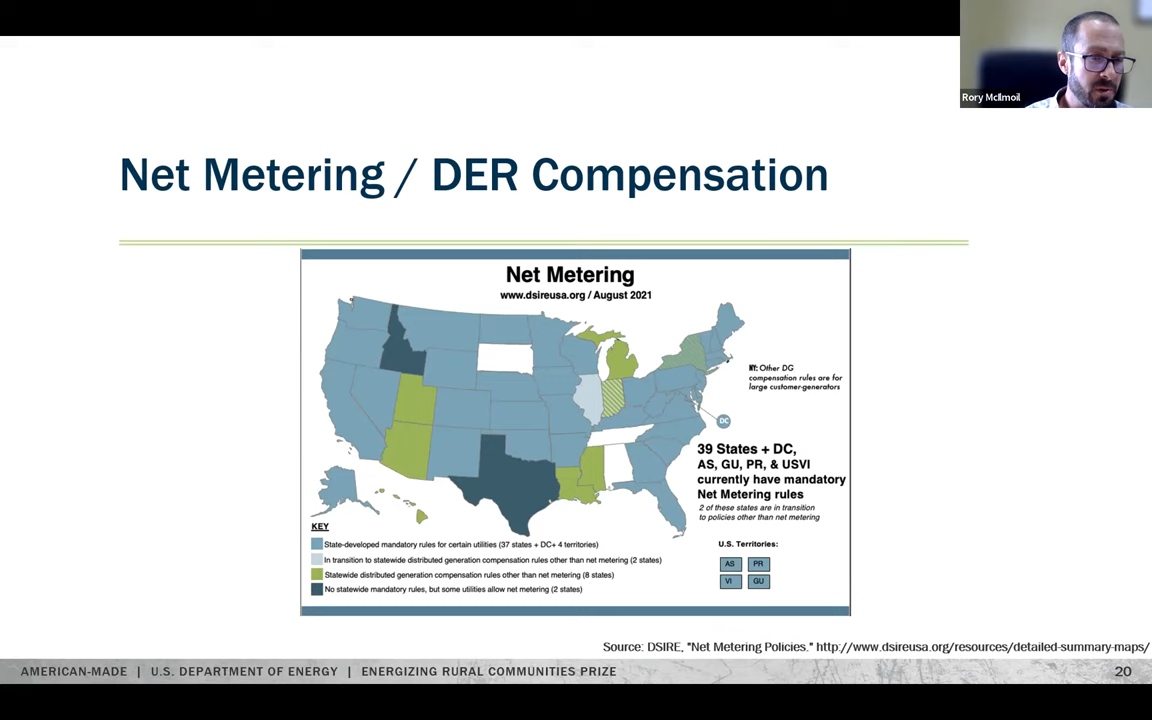 Rory McIlmoil
Net Metering / DER Compensation
Net Metering
www.dsireusa.org / August 2021
NY: Other DG
compensation rules are for
large customer-generators
DC
39 States + DC,
AS, GU, PR, & USVI
currently have mandatory
Net Metering rules
2 of these states are in transition
to policies other than net metering
KEY
State-developed mandatory rules for certain utilities (37 states + DC+ 4 territories)
In transition to statewide distributed generation compensation rules other than net metering (2 states)
Statewide distributed generation compensation rules other than net metering (8 states)
No statewide mandatory rules, but some utilities allow net metering (2 states)
U.S. Territories:
AS PR
VI GU
Source: DSIRE, "Net Metering Policies." http://www.dsireusa.org/resources/detailed-summary-maps/
AMERICAN-MADE | U.S. DEPARTMENT OF ENERGY | ENERGIZING RURAL COMMUNITIES PRIZE
20